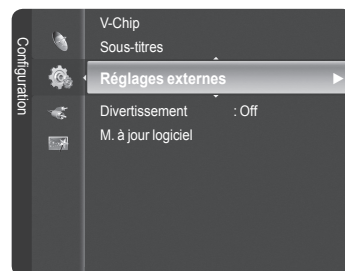 Configuration
V-Chip
Sous-titres
Réglages externes
Divertissement : Off
M. à jour logiciel